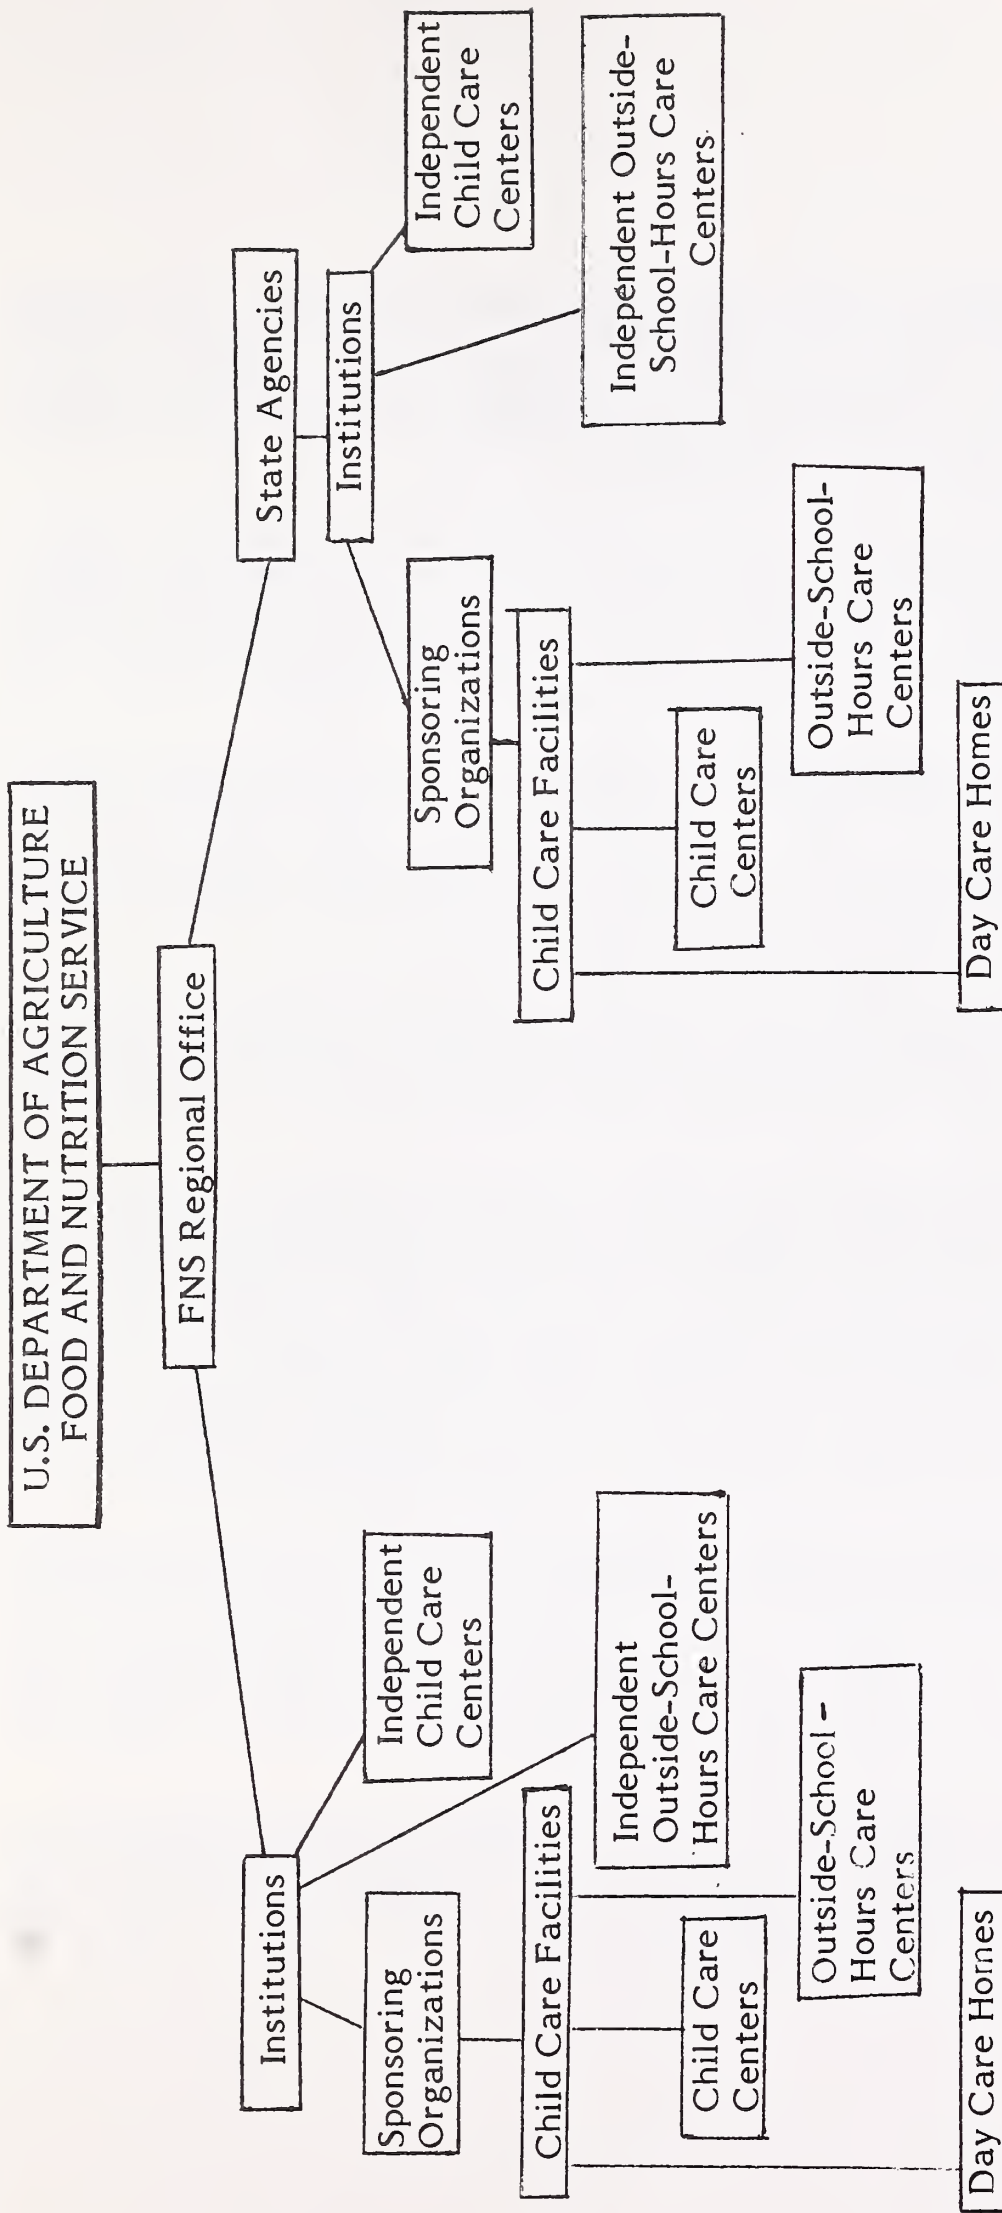 U.S. DEPARTMENT OF AGRICULTURE
FOOD AND NUTRITION SERVICE
FNS Regional Office
Institutions
Sponsoring
Organizations
Independent
Child Care
Centers
Child Care Facilities
Independent
Outside-School-
Hours Care Centers
Child Care
Centers
Outside-School-
Hours Care
Centers
Day Care Homes
State Agencies
Institutions
Sponsoring
Organizations
Independent
Child Care
Centers
Child Care Facilities
Independent Outside-
School-Hours Care
Centers
Child Care
Centers
Outside-School-
Hours Care
Centers
Day Care Homes